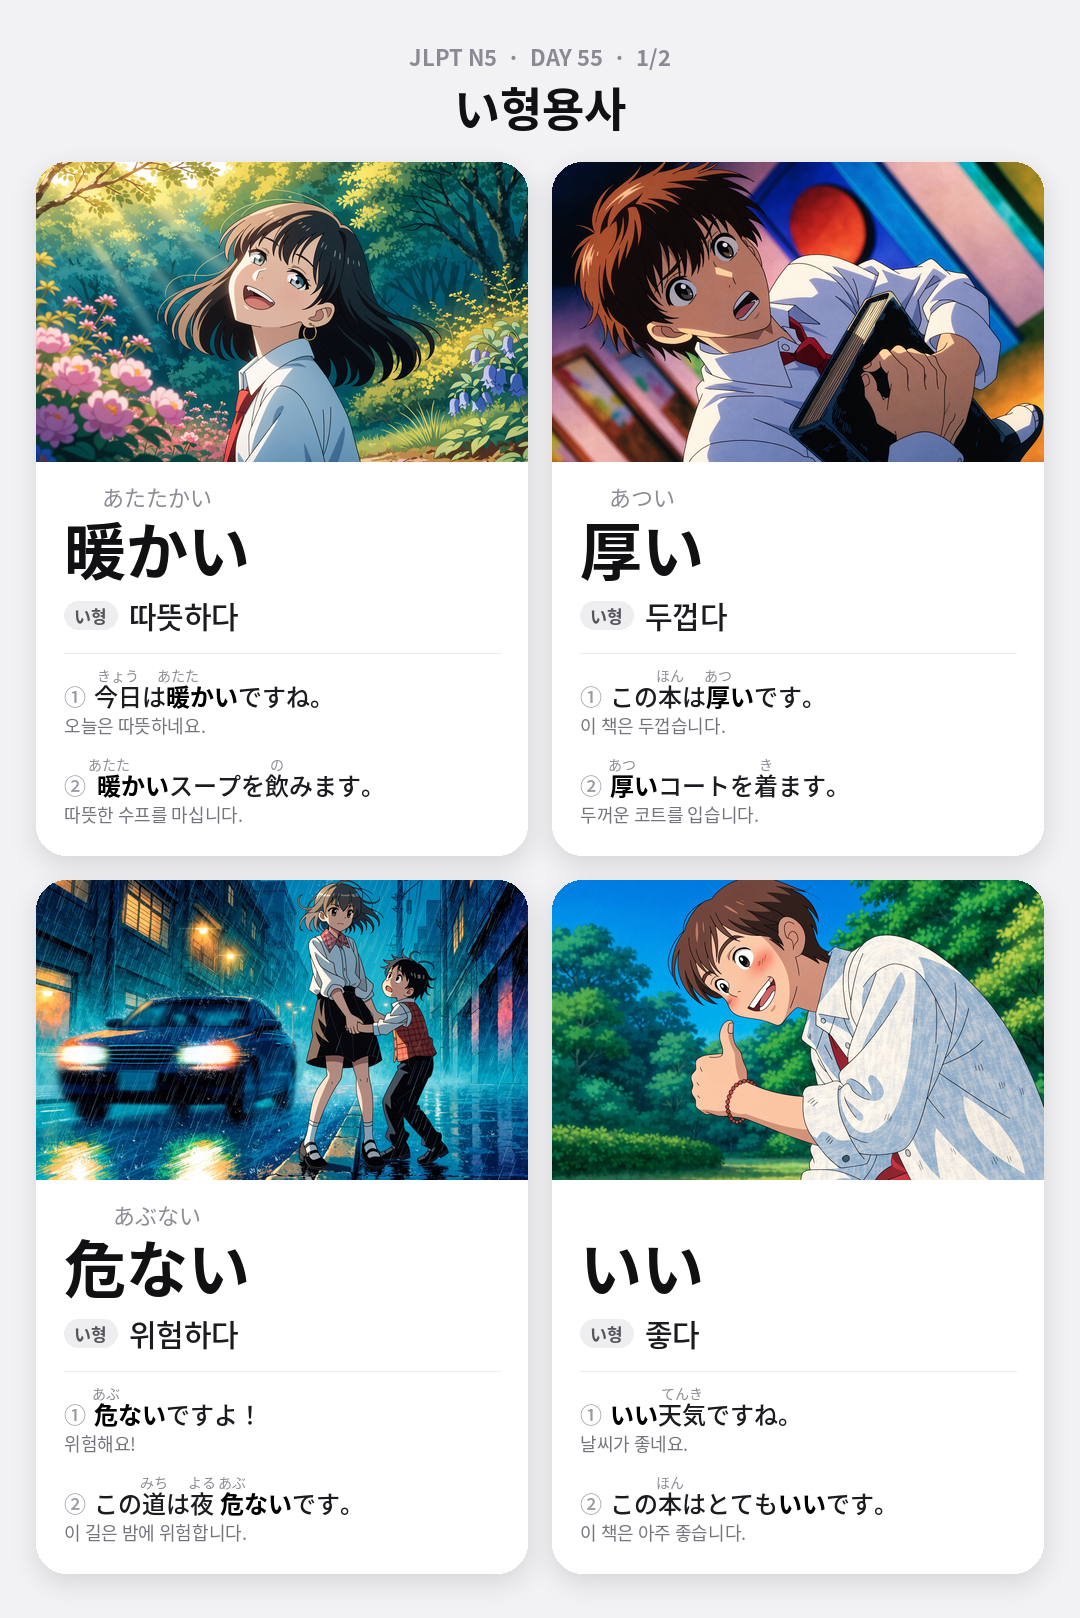 JLPT N5 · DAY 55 · 1/2
い형용사
あたたかい
暖かい
い형 따뜻하다
きょう あたた
① 今日は暖かいですね。
오늘은 따뜻하네요.
あたた の
② 暖かいスープを飲みます。
따뜻한 수프를 마십니다.
あつい
厚い
い형 두껍다
ほん あつ
① この本は厚いです。
이 책은 두껍습니다.
あつ き
② 厚いコートを着ます。
두꺼운 코트를 입습니다.
あぶない
危ない
い형 위험하다
あぶ
① 危ないですよ！
위험해요!
みち よる あぶ
② この道は夜危ないです。
이 길은 밤에 위험합니다.
いい
い형 좋다
てんき
① いい天気ですね。
날씨가 좋네요.
ほん
② この本はとてもいいです。
이 책은 아주 좋습니다.